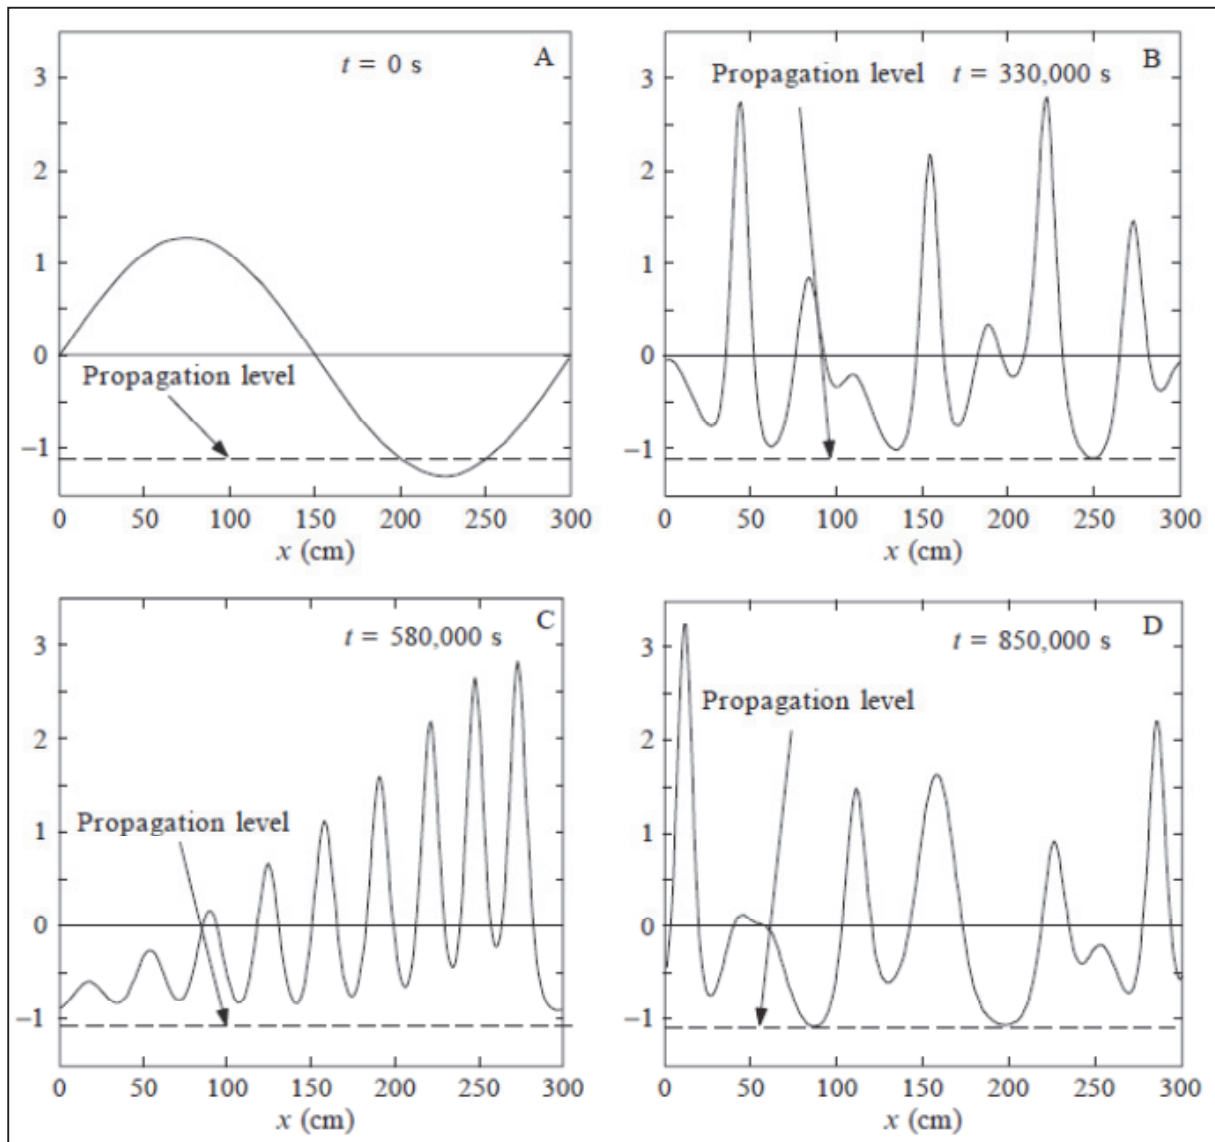 A
t = 0 s
3
2
1
0
Propagation level
−1
0 50 100 150 200 250 300
x (cm)
B
Propagation level t = 330,000 s
3
2
1
0
−1
0 50 100 150 200 250 300
x (cm)
C
t = 580,000 s
3
2
1
Propagation level
0
−1
0 50 100 150 200 250 300
x (cm)
D
t = 850,000 s
3
Propagation level
2
1
0
−1
0 50 100 150 200 250 300
x (cm)